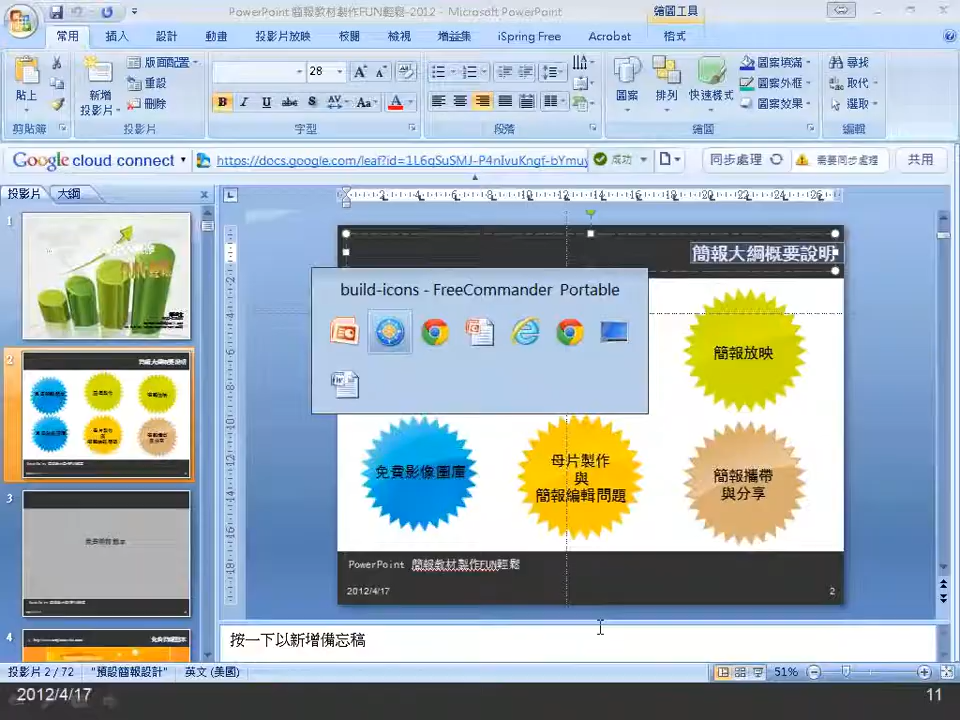 PowerPoint 簡報教材製作FUN輕鬆-2012 - Microsoft PowerPoint
繪圖工具
常用 插入 設計 動畫 投影片放映 校閱 檢視 增益集 iSpring Free Acrobat 格式
貼上
新增
投影片
版面配置
重設
刪除
28
B I U abc S AV Aa A
圖案
排列
快速樣式
圖案填滿
圖案外框
圖案效果
尋找
取代
選取
剪貼簿 投影片 字型 段落 繪圖 編輯
Google cloud connect
https://docs.google.com/leaf?id=1L6qSuSMJ-P4nIvuKngf-bYmuy
成功
同步處理
需要同步處理
共用
投影片 大綱
1
2
3
4
簡報大綱概要說明
build-icons - FreeCommander Portable
簡報放映
免費影像圖庫
母片製作
與
簡報編輯問題
簡報攜帶
與分享
PowerPoint 簡報教材製作FUN輕鬆
2012/4/17
2
按一下以新增備忘稿
投影片 2 / 72 "預設簡報設計" 英文 (美國) 51%
2012/4/17
11